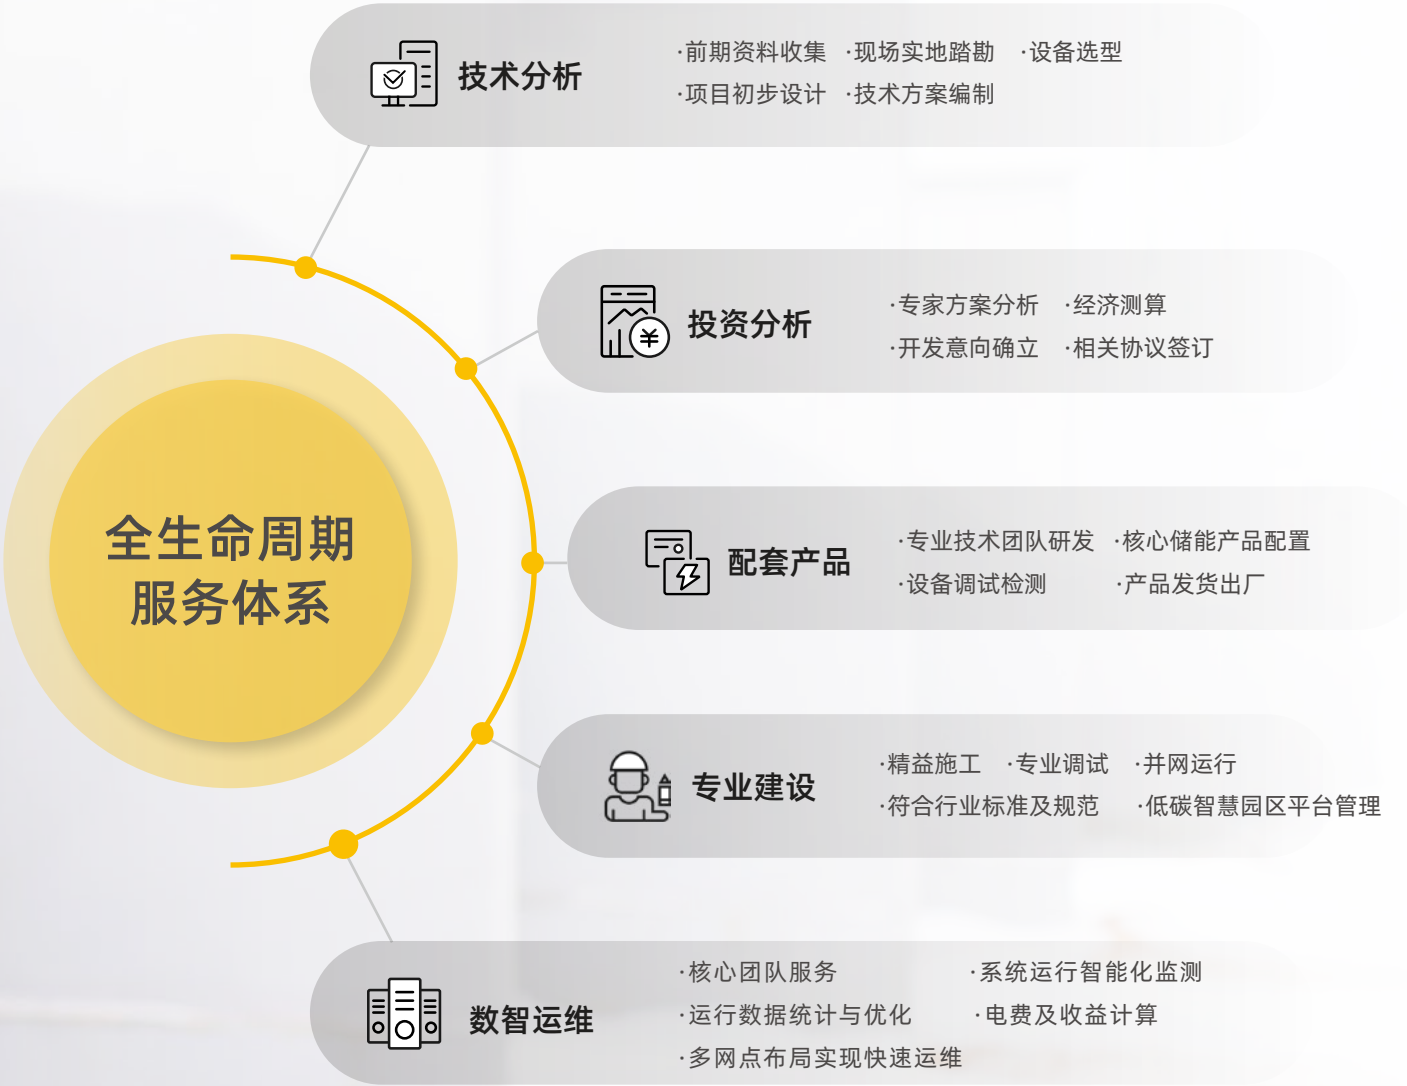 技术分析
·前期资料收集 ·现场实地踏勘 ·设备选型
·项目初步设计 ·技术方案编制
投资分析
·专家方案分析 ·经济测算
·开发意向确立 ·相关协议签订
全生命周期
服务体系
配套产品
·专业技术团队研发 ·核心储能产品配置
·设备调试检测 ·产品发货出厂
专业建设
·精益施工 ·专业调试 ·并网运行
·符合行业标准及规范 ·低碳智慧园区平台管理
数智运维
·核心团队服务 ·系统运行智能化监测
·运行数据统计与优化 ·电费及收益计算
·多网点布局实现快速运维